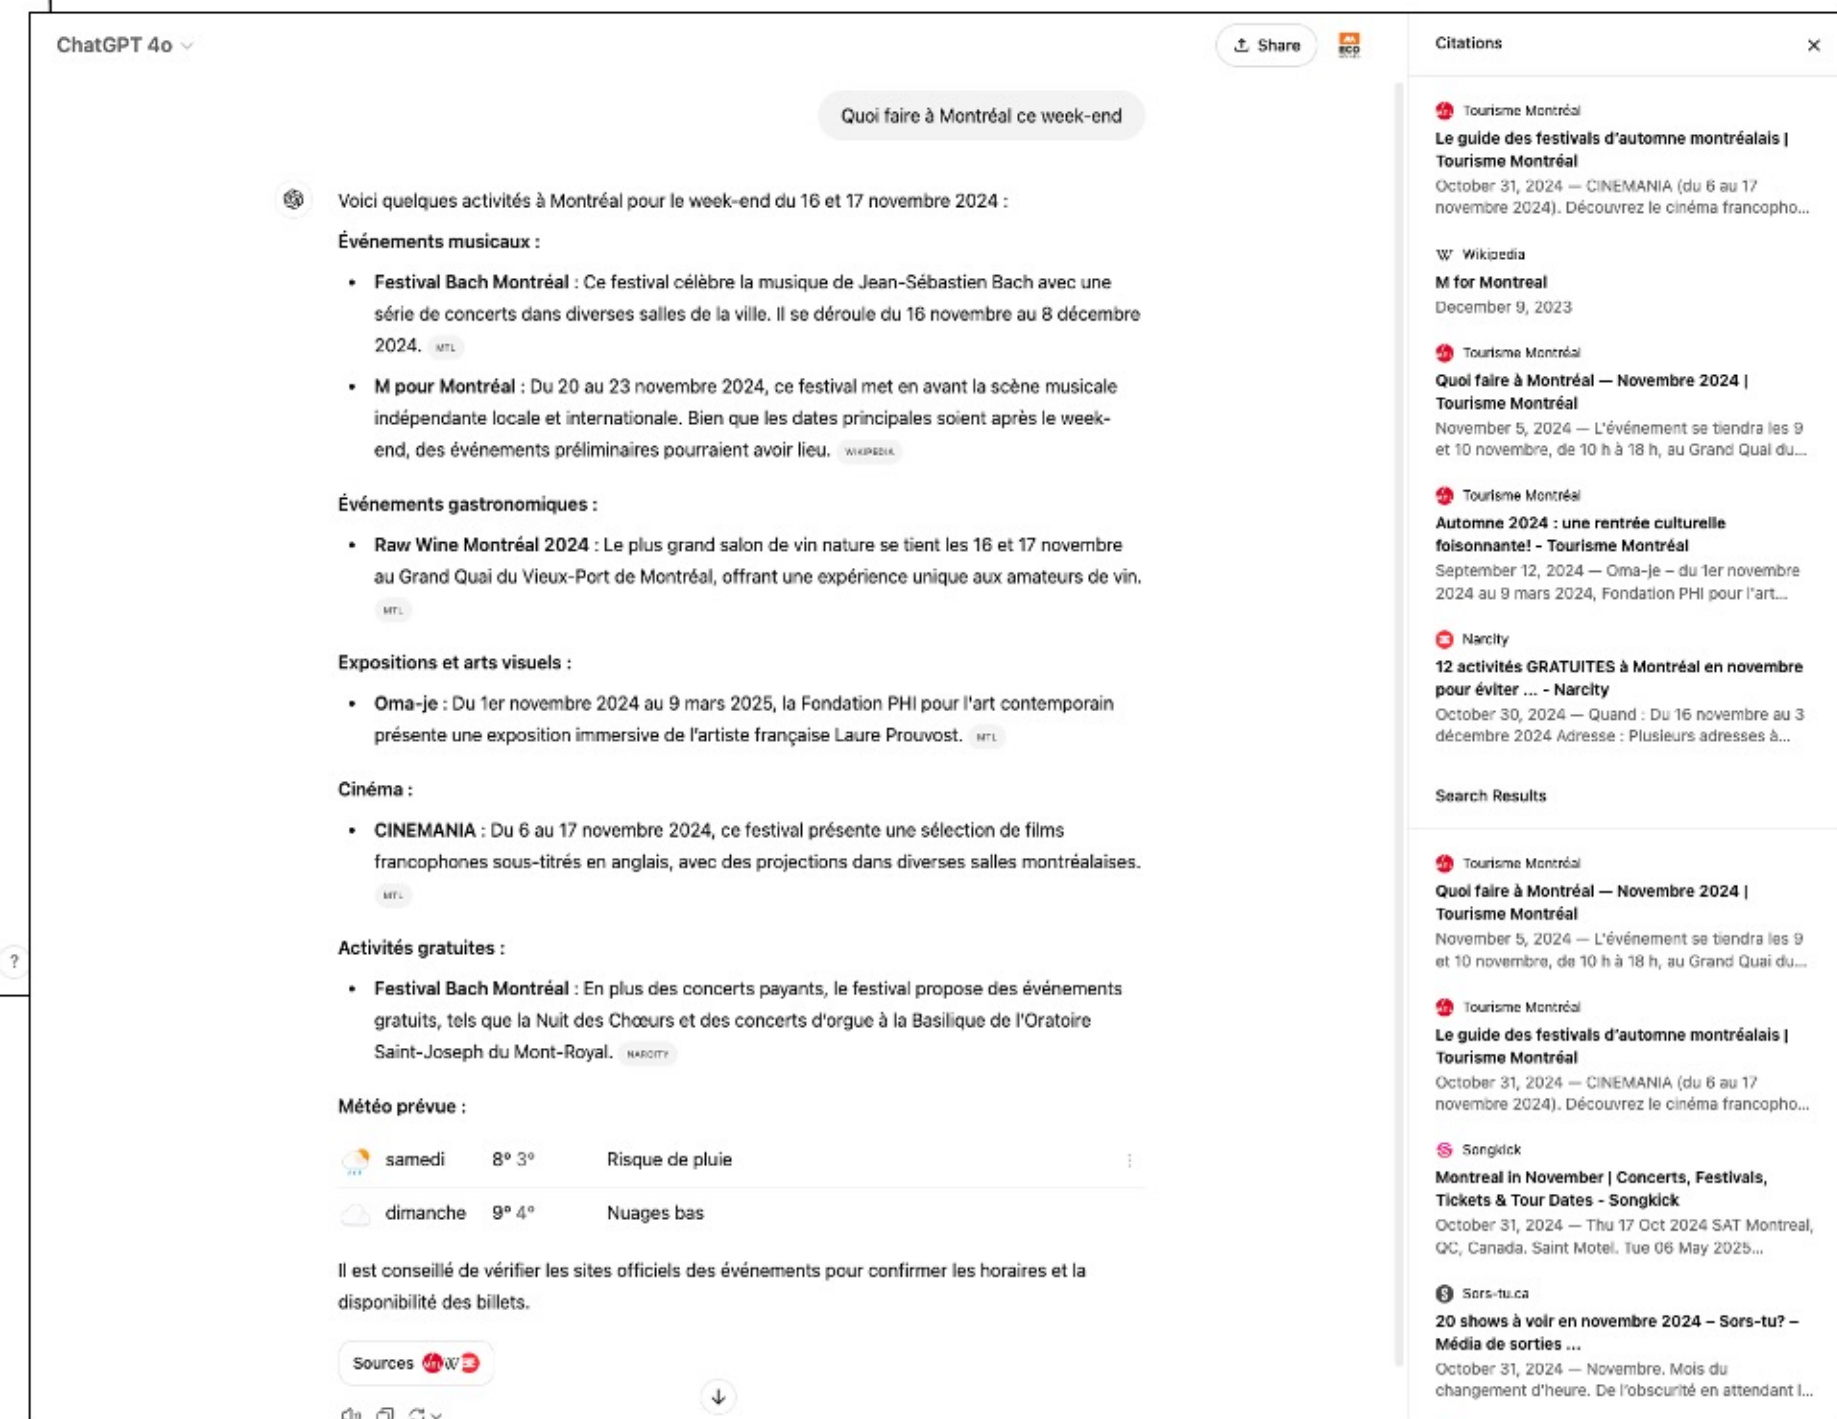 ChatGPT 4o
Share
ECO
Quoi faire à Montréal ce week-end
Voici quelques activités à Montréal pour le week-end du 16 et 17 novembre 2024 :
Événements musicaux :
• Festival Bach Montréal : Ce festival célèbre la musique de Jean-Sébastien Bach avec une
série de concerts dans diverses salles de la ville. Il se déroule du 16 novembre au 8 décembre
2024. MTL
• M pour Montréal : Du 20 au 23 novembre 2024, ce festival met en avant la scène musicale
indépendante locale et internationale. Bien que les dates principales soient après le week-
end, des événements préliminaires pourraient avoir lieu. WIKIPEDIA
Événements gastronomiques :
• Raw Wine Montréal 2024 : Le plus grand salon de vin nature se tient les 16 et 17 novembre
au Grand Quai du Vieux-Port de Montréal, offrant une expérience unique aux amateurs de vin.
MTL
Expositions et arts visuels :
• Oma-je : Du 1er novembre 2024 au 9 mars 2025, la Fondation PHI pour l'art contemporain
présente une exposition immersive de l'artiste française Laure Prouvost. MTL
Cinéma :
• CINEMANIA : Du 6 au 17 novembre 2024, ce festival présente une sélection de films
francophones sous-titrés en anglais, avec des projections dans diverses salles montréalaises.
MTL
Activités gratuites :
• Festival Bach Montréal : En plus des concerts payants, le festival propose des événements
gratuits, tels que la Nuit des Chœurs et des concerts d'orgue à la Basilique de l'Oratoire
Saint-Joseph du Mont-Royal. NARCITY
Météo prévue :
samedi 8° 3° Risque de pluie
dimanche 9° 4° Nuages bas
Il est conseillé de vérifier les sites officiels des événements pour confirmer les horaires et la
disponibilité des billets.
Sources MTL W
?
Citations
Tourisme Montréal
Le guide des festivals d'automne montréalais |
Tourisme Montréal
October 31, 2024 — CINEMANIA (du 6 au 17
novembre 2024). Découvrez le cinéma francopho...
W Wikipedia
M for Montreal
December 9, 2023
Tourisme Montréal
Quoi faire à Montréal — Novembre 2024 |
Tourisme Montréal
November 5, 2024 — L'événement se tiendra les 9
et 10 novembre, de 10 h à 18 h, au Grand Quai du...
Tourisme Montréal
Automne 2024 : une rentrée culturelle
foisonnante! - Tourisme Montréal
September 12, 2024 — Oma-je – du 1er novembre
2024 au 9 mars 2024, Fondation PHI pour l'art...
Narcity
12 activités GRATUITES à Montréal en novembre
pour éviter ... - Narcity
October 30, 2024 — Quand : Du 16 novembre au 3
décembre 2024 Adresse : Plusieurs adresses à...
Search Results
Tourisme Montréal
Quoi faire à Montréal — Novembre 2024 |
Tourisme Montréal
November 5, 2024 — L'événement se tiendra les 9
et 10 novembre, de 10 h à 18 h, au Grand Quai du...
Tourisme Montréal
Le guide des festivals d'automne montréalais |
Tourisme Montréal
October 31, 2024 — CINEMANIA (du 6 au 17
novembre 2024). Découvrez le cinéma francopho...
Songkick
Montreal in November | Concerts, Festivals,
Tickets & Tour Dates - Songkick
October 31, 2024 — Thu 17 Oct 2024 SAT Montreal,
QC, Canada. Saint Motel. Tue 06 May 2025...
Sors-tu.ca
20 shows à voir en novembre 2024 – Sors-tu? –
Média de sorties ...
October 31, 2024 — Novembre. Mois du
changement d'heure. De l'obscurité en attendant l...